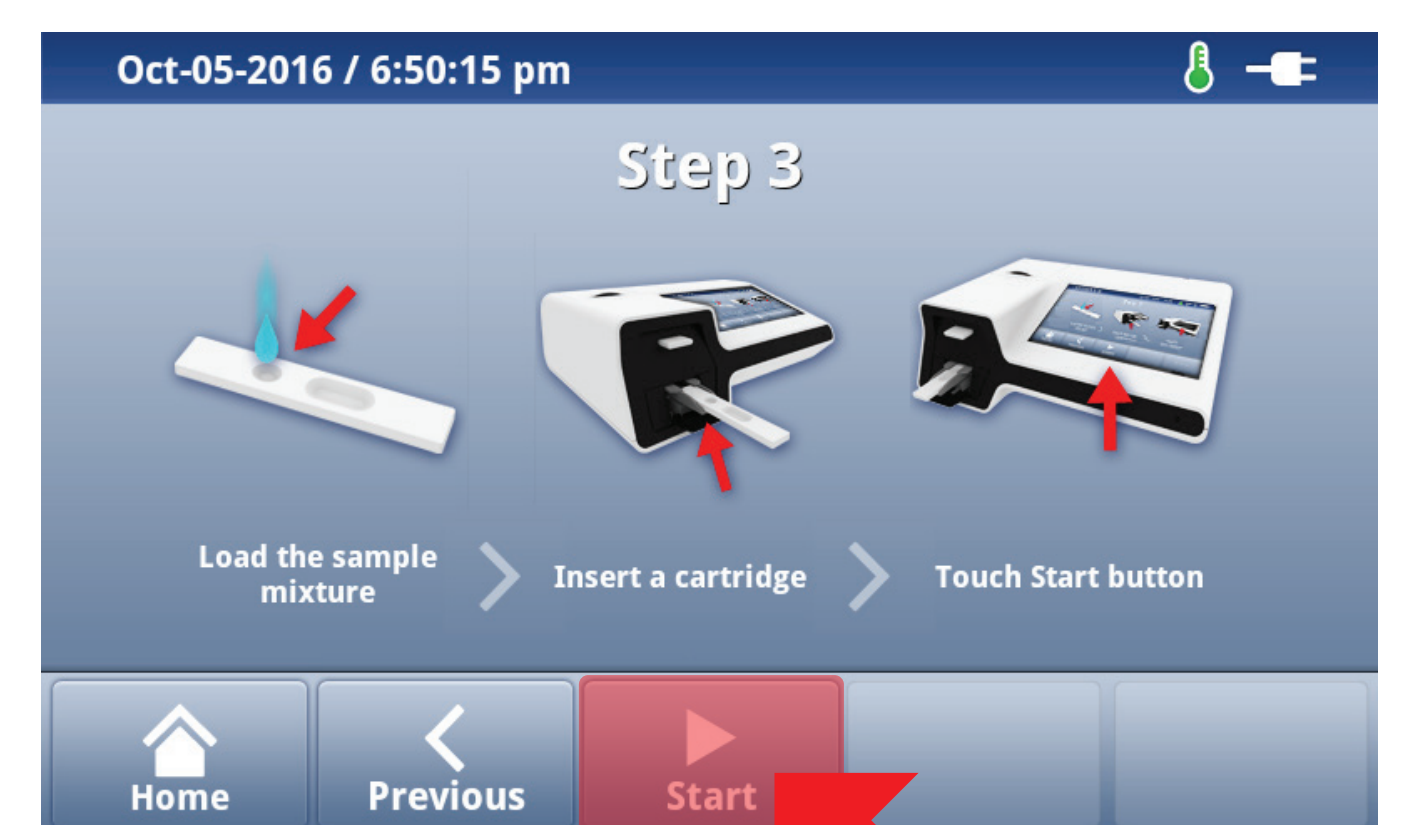 Oct-05-2016 / 6:50:15 pm
Step 3
Load the sample
mixture
Insert a cartridge
Touch Start button
Home
Previous
Start